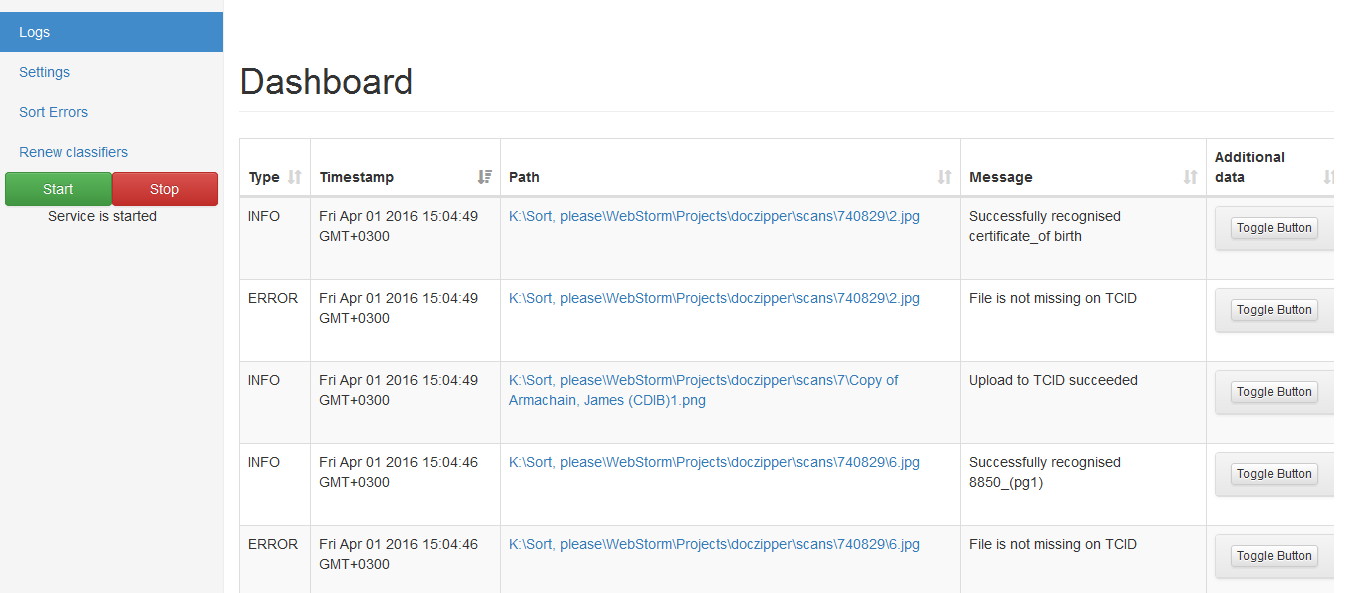 Logs
Settings
Sort Errors
Renew classifiers
Start Stop
Service is started
Dashboard
Type Timestamp Path Message Additional data
INFO Fri Apr 01 2016 15:04:49 K:\Sort, please\WebStorm\Projects\doczipper\scans\740829\2.jpg Successfully recognised Toggle Button
GMT+0300 certificate_of birth
ERROR Fri Apr 01 2016 15:04:49 K:\Sort, please\WebStorm\Projects\doczipper\scans\740829\2.jpg File is not missing on TCID Toggle Button
GMT+0300
INFO Fri Apr 01 2016 15:04:49 K:\Sort, please\WebStorm\Projects\doczipper\scans\7\Copy of Upload to TCID succeeded Toggle Button
GMT+0300 Armachain, James (CDIB)1.png
INFO Fri Apr 01 2016 15:04:46 K:\Sort, please\WebStorm\Projects\doczipper\scans\740829\6.jpg Successfully recognised Toggle Button
GMT+0300 8850_(pg1)
ERROR Fri Apr 01 2016 15:04:46 K:\Sort, please\WebStorm\Projects\doczipper\scans\740829\6.jpg File is not missing on TCID Toggle Button
GMT+0300